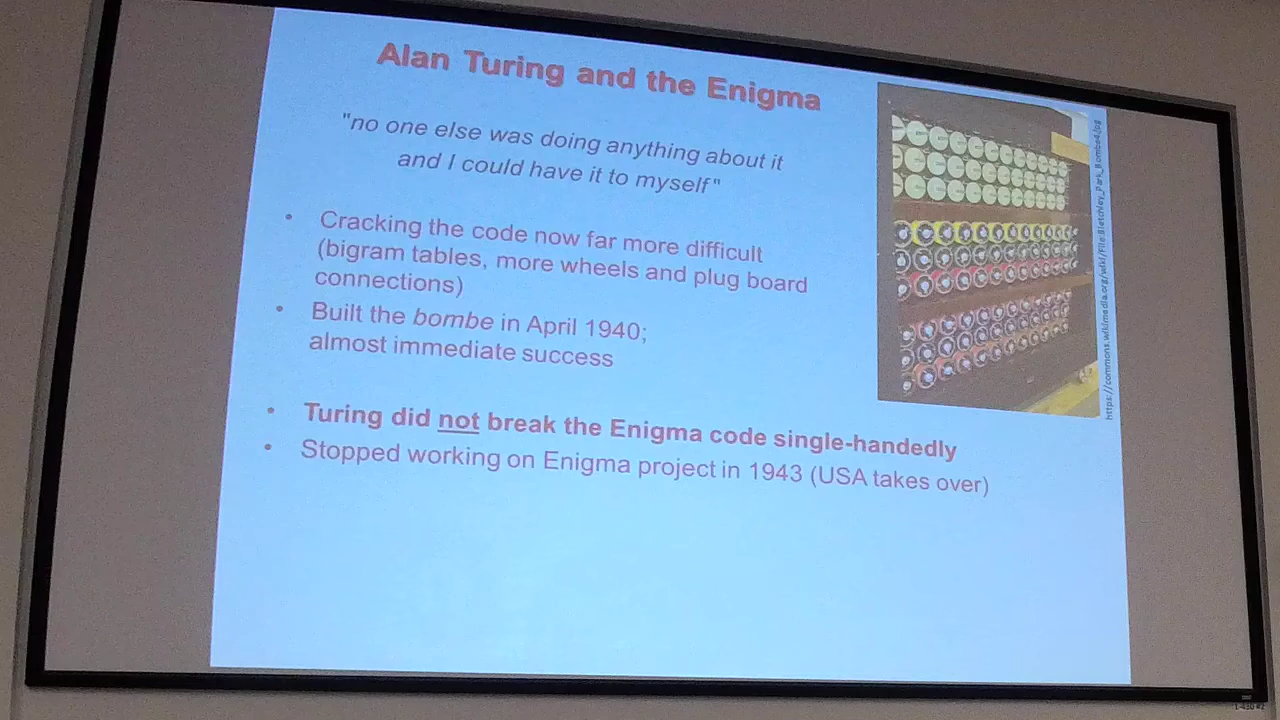 Alan Turing and the Enigma
"no one else was doing anything about it
and I could have it to myself"
• Cracking the code now far more difficult
(bigram tables, more wheels and plug board
connections)
• Built the bombe in April 1940;
almost immediate success
• Turing did not break the Enigma code single-handedly
• Stopped working on Enigma project in 1943 (USA takes over)
https://commons.wikimedia.org/wiki/File:Bletchley_Park_Bombe4.jpg